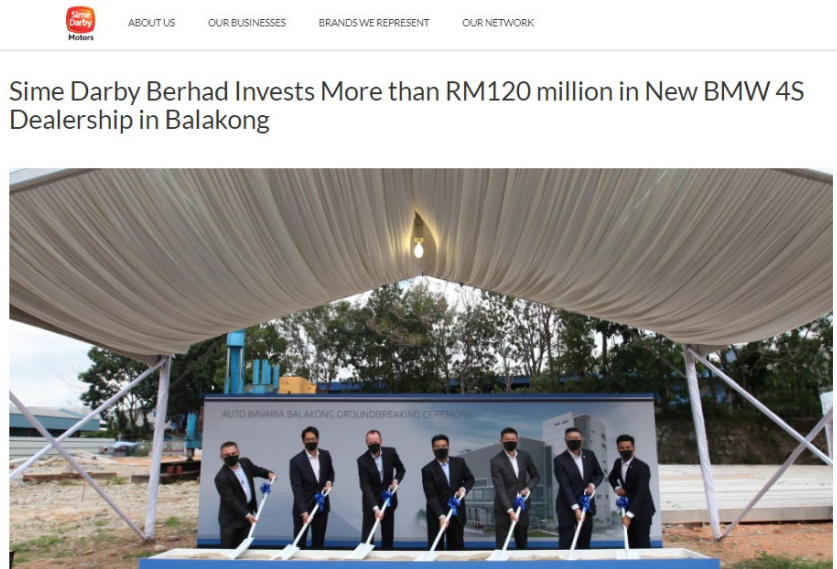 Sime
Darby
Motors
ABOUT US
OUR BUSINESSES
BRANDS WE REPRESENT
OUR NETWORK
Sime Darby Berhad Invests More than RM120 million in New BMW 4S
Dealership in Balakong
AUTO BAVARIA BALAKONG GROUNDBREAKING CEREMONY